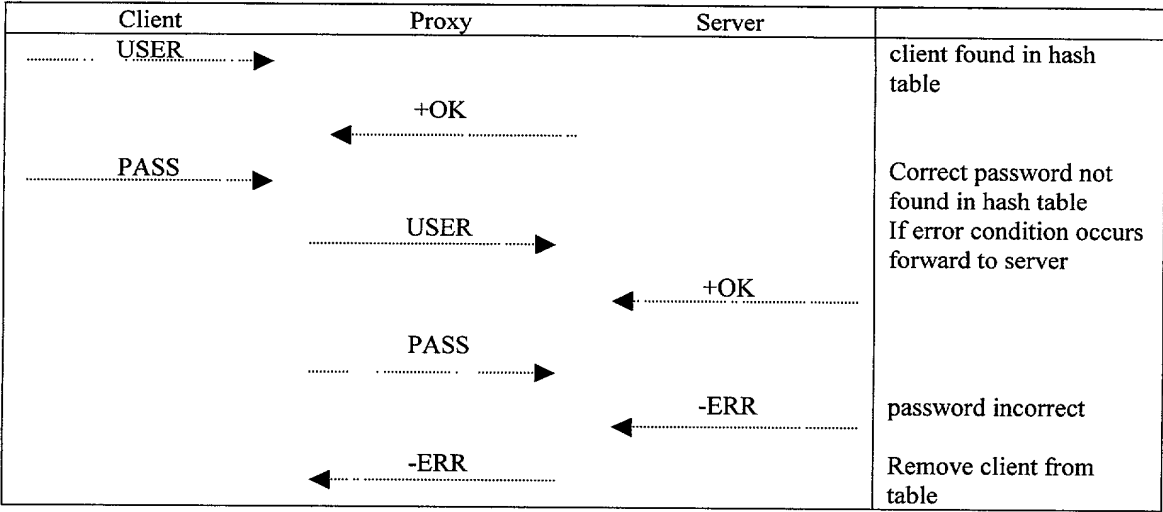 Client Proxy Server
USER client found in hash
table
+OK
PASS Correct password not
found in hash table
USER If error condition occurs
forward to server
+OK
PASS
-ERR password incorrect
-ERR Remove client from
table